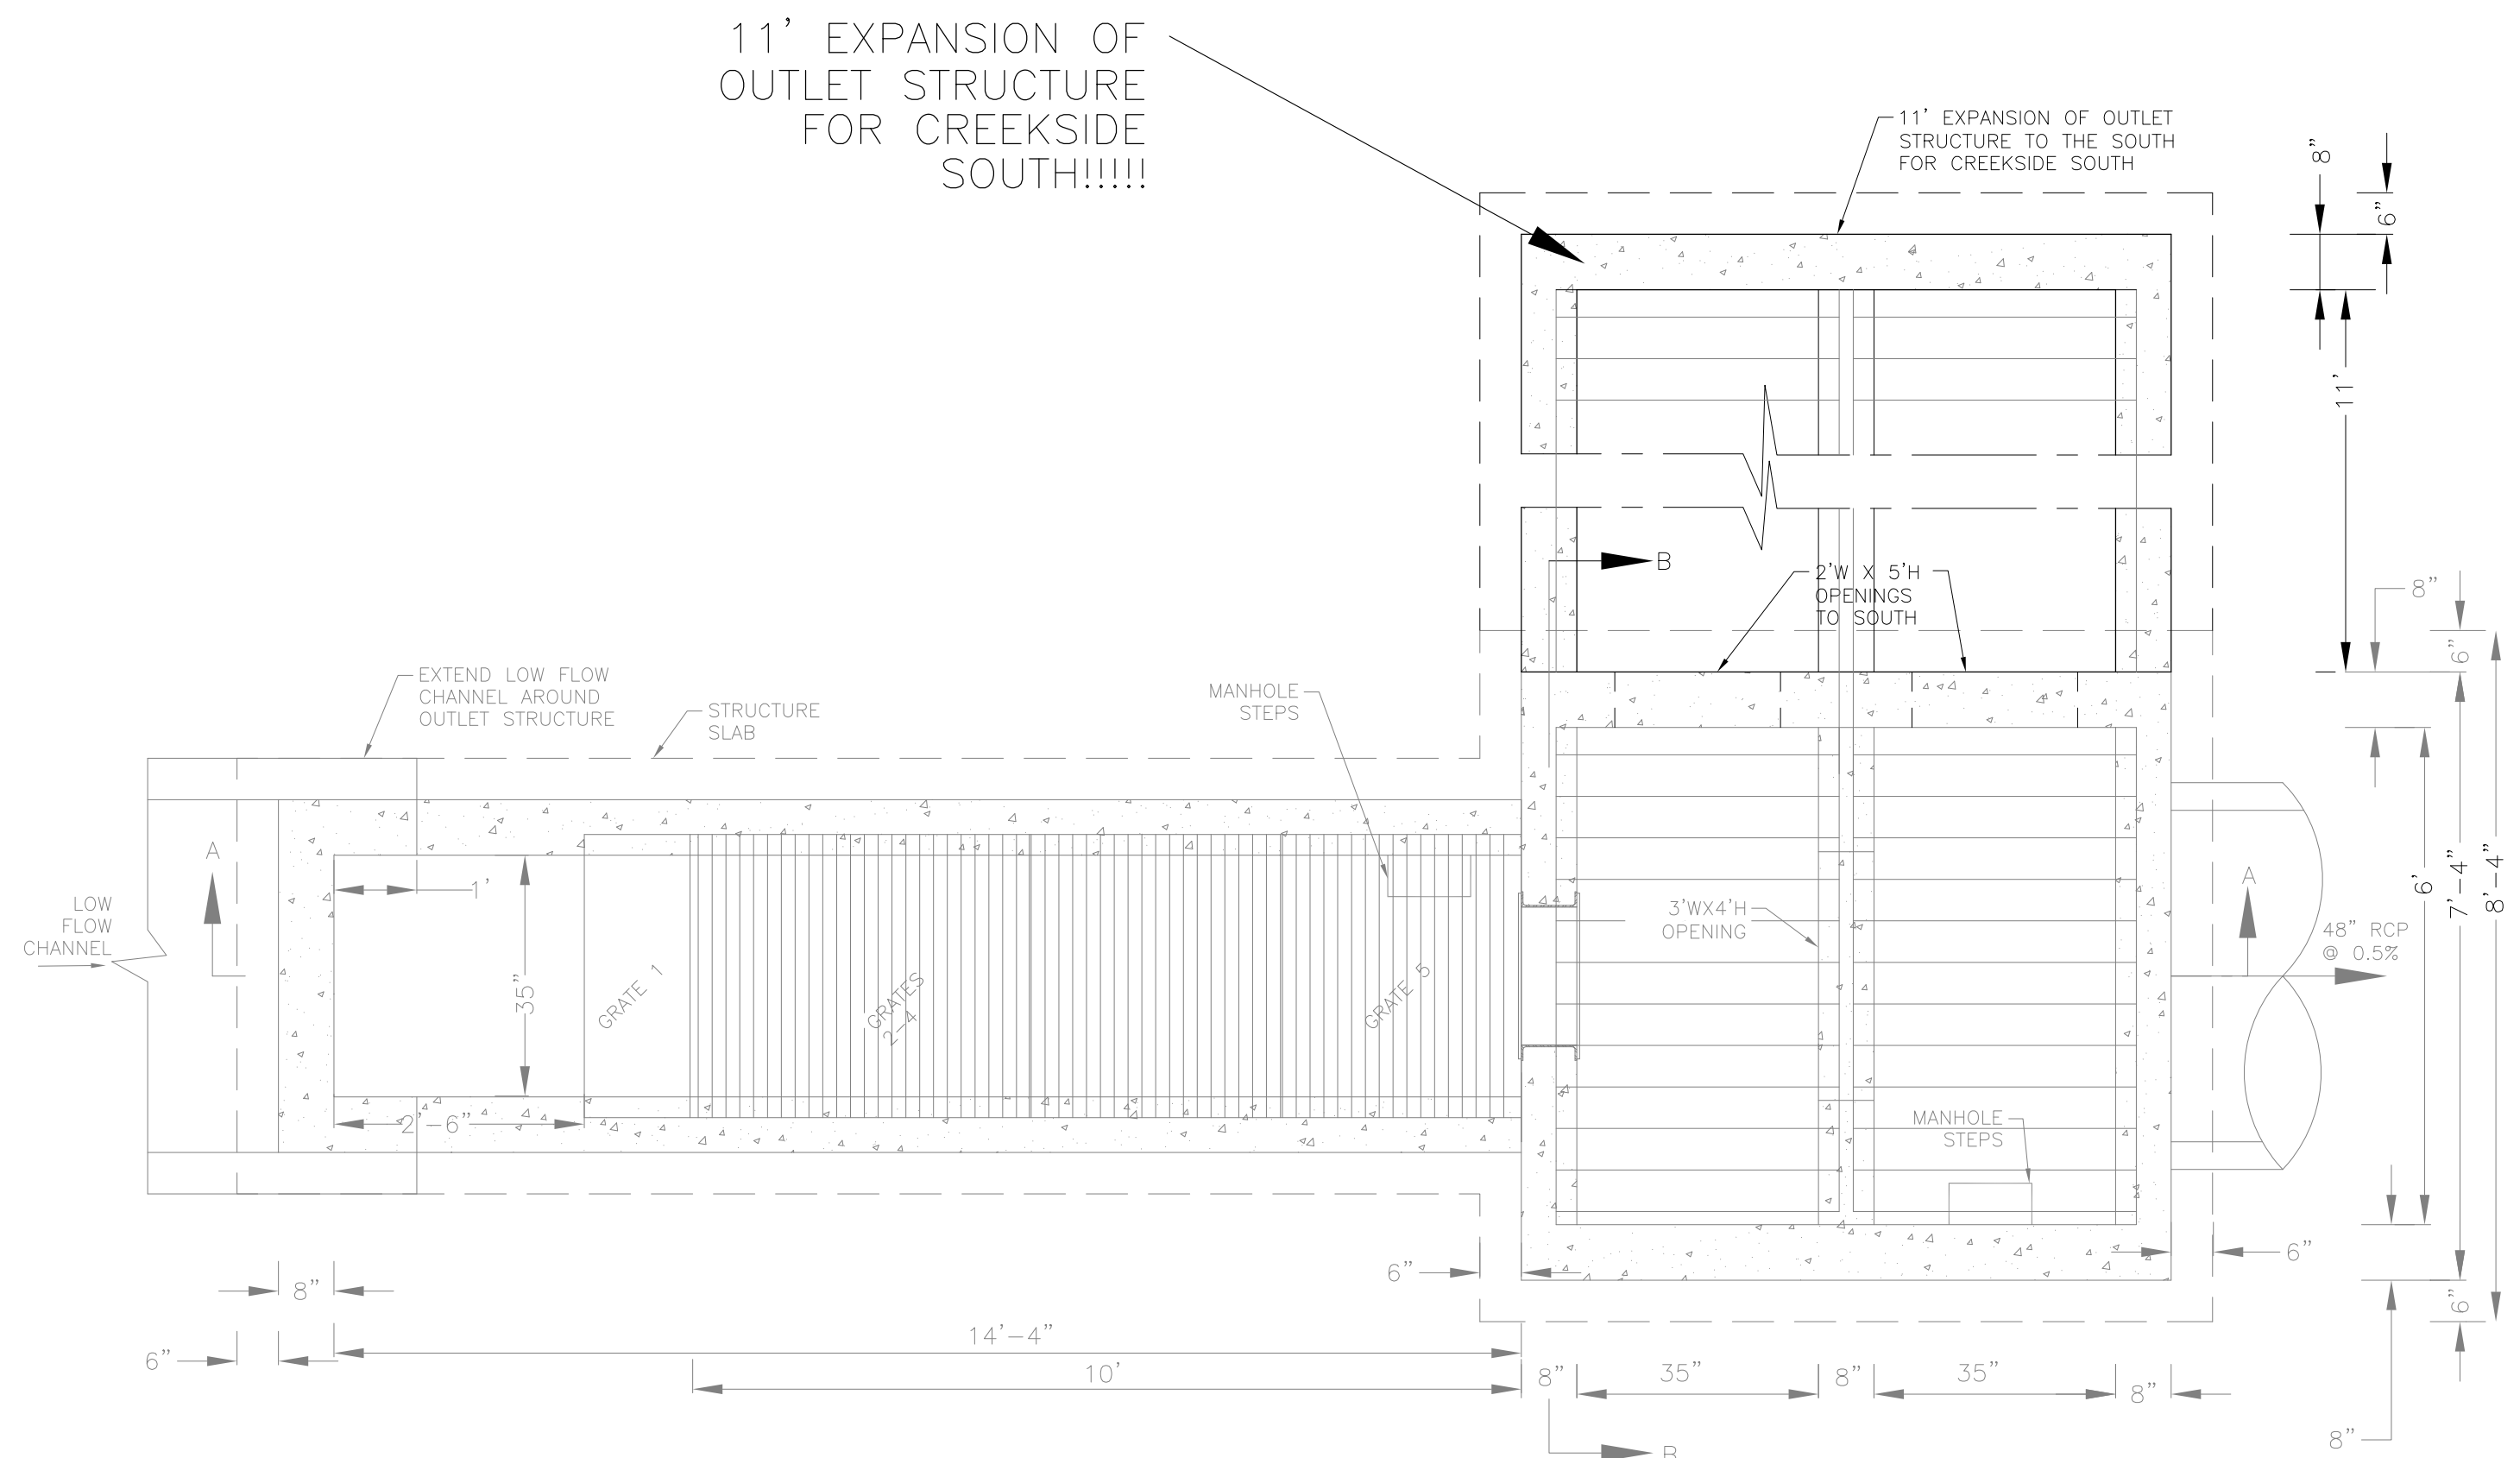 11' EXPANSION OF
OUTLET STRUCTURE
FOR CREEKSIDE
SOUTH!!!!!
11' EXPANSION OF OUTLET
STRUCTURE TO THE SOUTH
FOR CREEKSIDE SOUTH
8"
6"
11'
B
2'W X 5'H
OPENINGS
TO SOUTH
8"
6"
EXTEND LOW FLOW
CHANNEL AROUND
OUTLET STRUCTURE
STRUCTURE
SLAB
MANHOLE
STEPS
A
1'
LOW
FLOW
CHANNEL
35"
GRATE 1
GRATES
2-4
GRATE 5
3'WX4'H
OPENING
A
48" RCP
@ 0.5%
6'
7'-4"
8'-4"
2'-6"
MANHOLE
STEPS
6"
6"
8"
6"
6"
14'-4"
10'
8"
35"
8"
35"
8"
8"
B